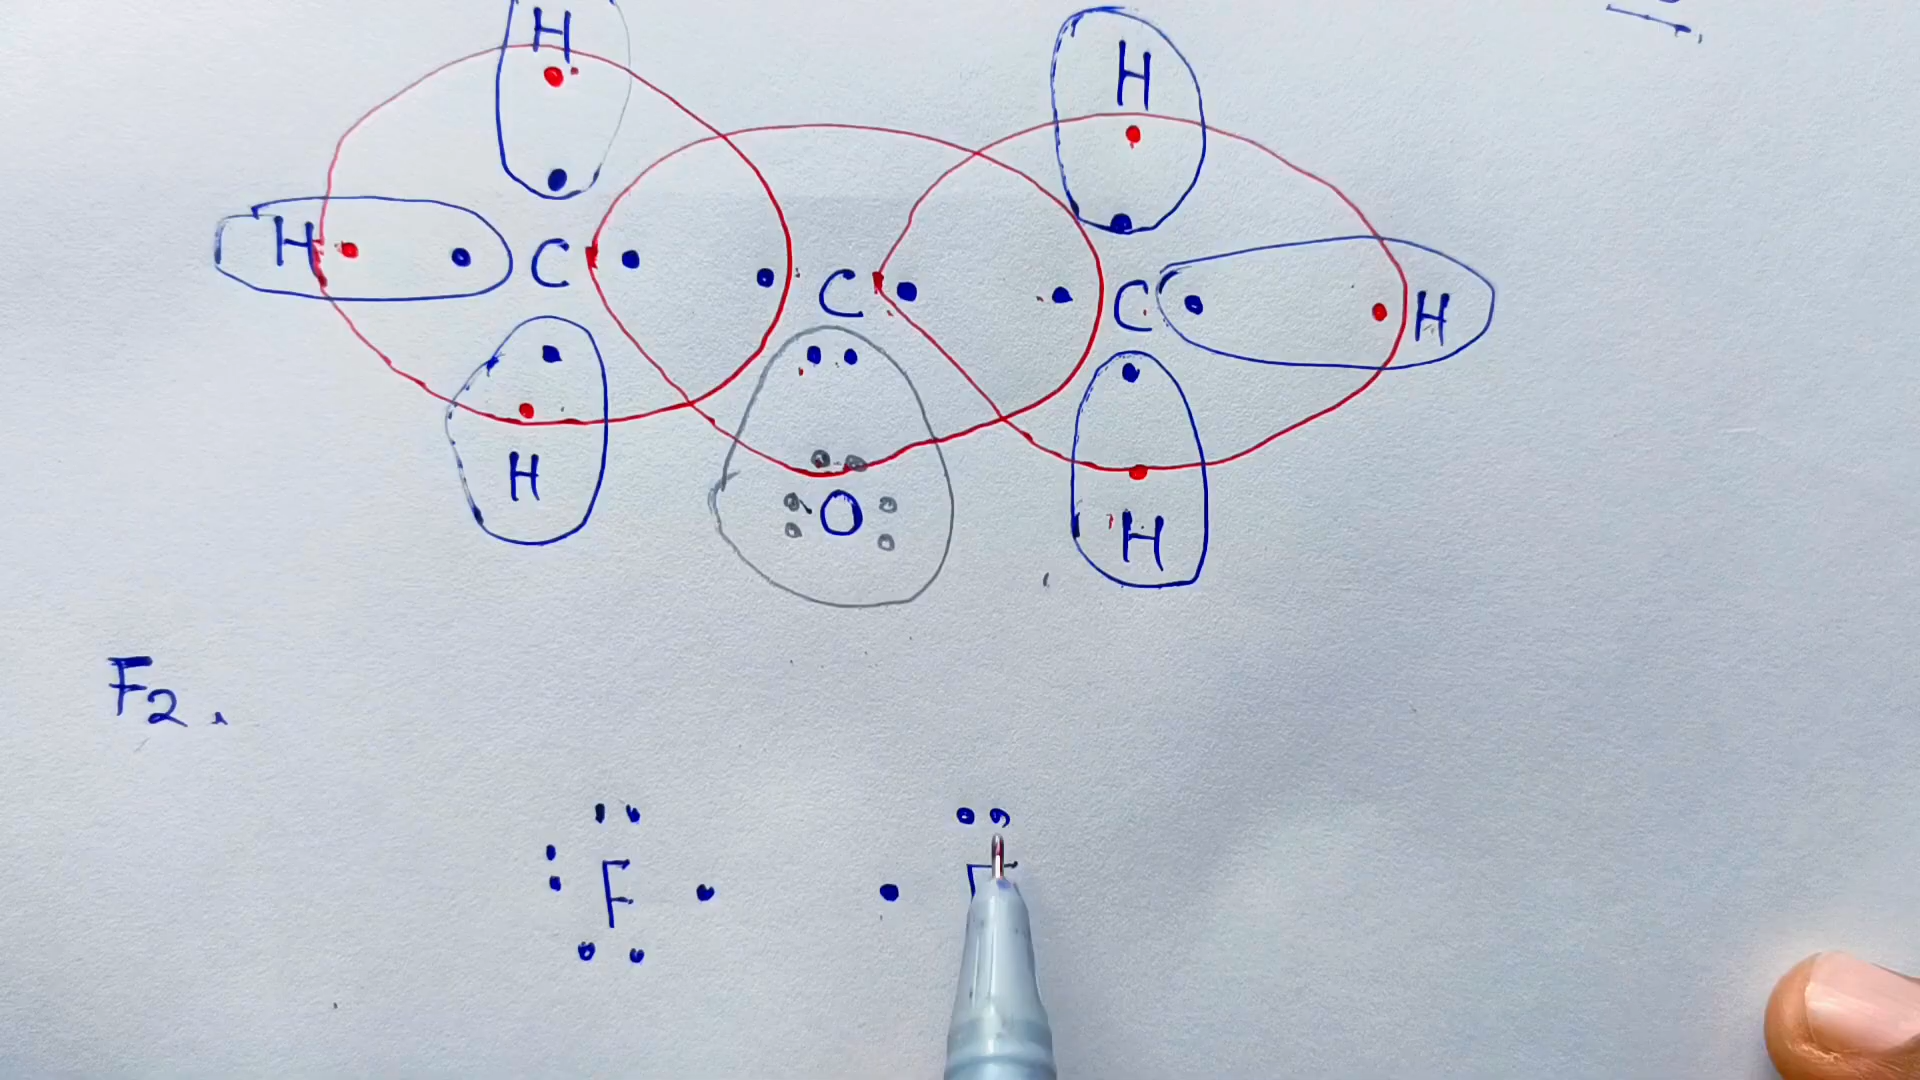 H H
H C C C H
H O H
F2.
F F